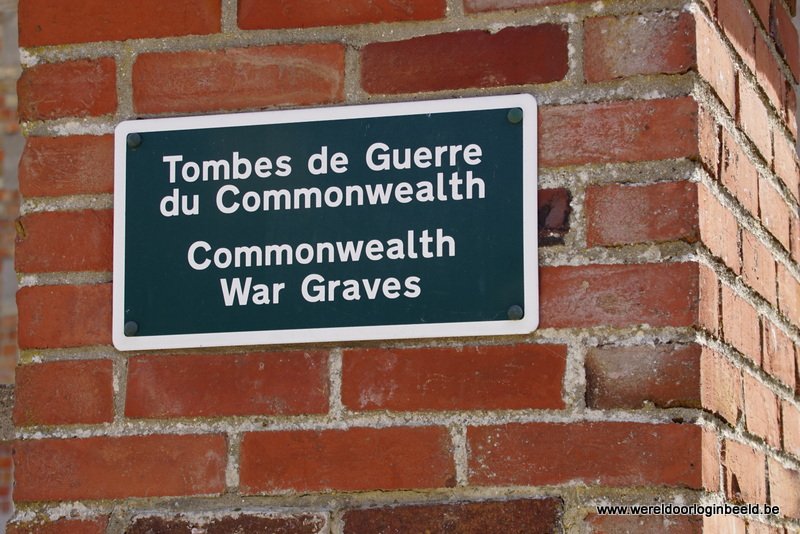 Tombes de Guerre
du Commonwealth
Commonwealth
War Graves
www.wereldoorloginbeeld.be